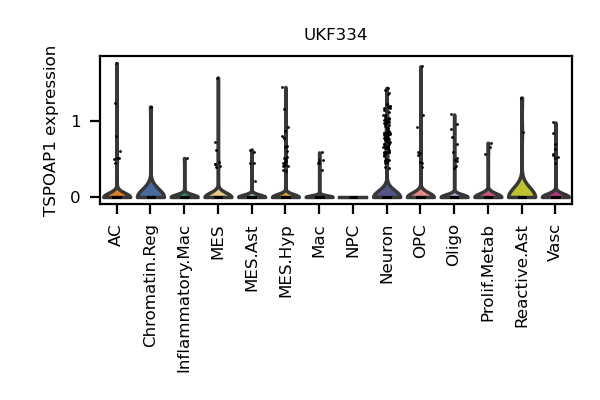 UKF334
TSPOAP1 expression
1
0
AC
Chromatin.Reg
Inflammatory.Mac
MES
MES.Ast
MES.Hyp
Mac
NPC
Neuron
OPC
Oligo
Prolif.Metab
Reactive.Ast
Vasc